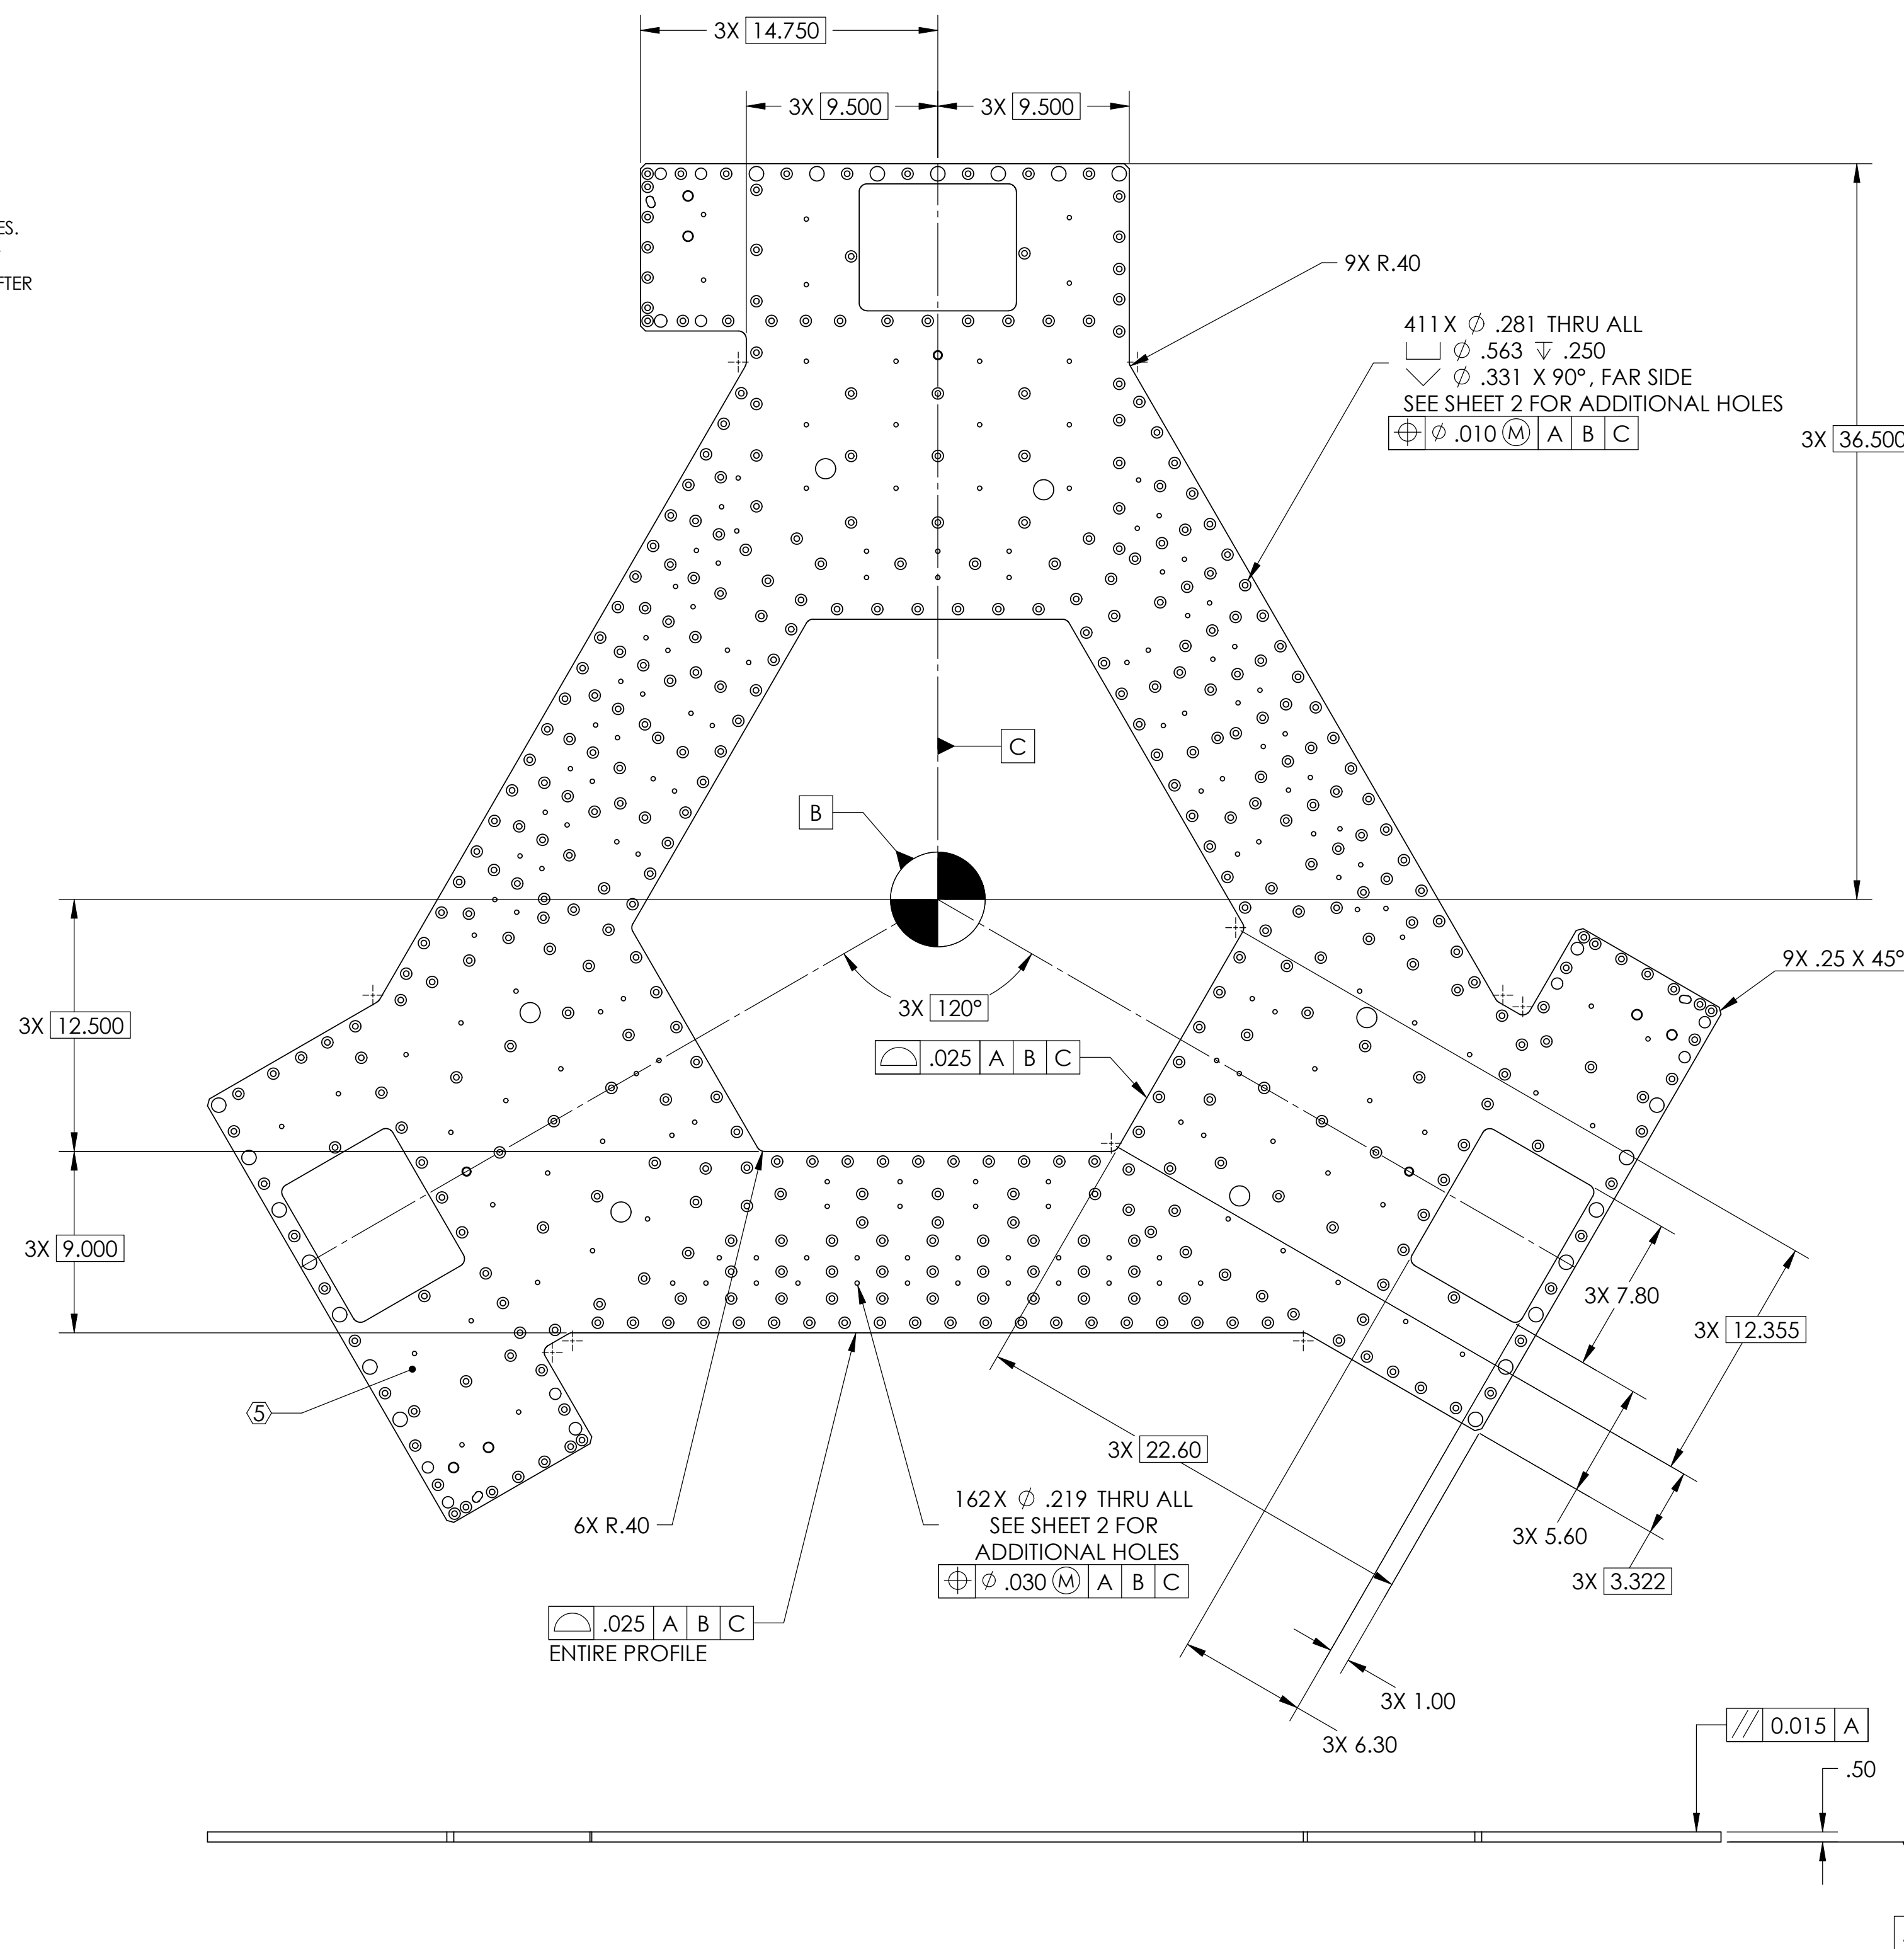 3X 14.750
3X 9.500
3X 9.500
ES.
FTER
9X R.40
411X ⌀ .281 THRU ALL
⌴ ⌀ .563 ↧ .250
⌵ ⌀ .331 X 90°, FAR SIDE
SEE SHEET 2 FOR ADDITIONAL HOLES
⌖ ⌀ .010 Ⓜ A B C
3X 36.500
C
B
9X .25 X 45°
3X 12.500
3X 120°
⌓ .025 A B C
3X 9.000
3X 7.80
3X 12.355
5
3X 22.60
162X ⌀ .219 THRU ALL
SEE SHEET 2 FOR
ADDITIONAL HOLES
⌖ ⌀ .030 Ⓜ A B C
6X R.40
3X 5.60
3X 3.322
⌓ .025 A B C
ENTIRE PROFILE
3X 1.00
3X 6.30
⫽ 0.015 A
.50